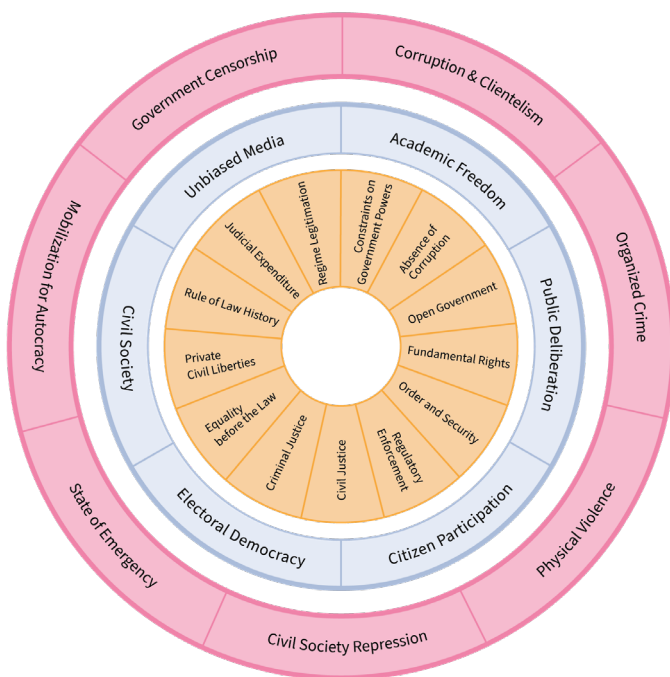 Government Censorship
Corruption & Clientelism
Organized Crime
Physical Violence
Civil Society Repression
State of Emergency
Mobilization for Autocracy
Unbiased Media
Academic Freedom
Public Deliberation
Citizen Participation
Electoral Democracy
Civil Society
Regime Legitimation
Constraints on
Government Powers
Absence of
Corruption
Open Government
Fundamental Rights
Order and Security
Regulatory
Enforcement
Civil Justice
Criminal Justice
Equality
before the Law
Private
Civil Liberties
Rule of Law History
Judicial Expenditure